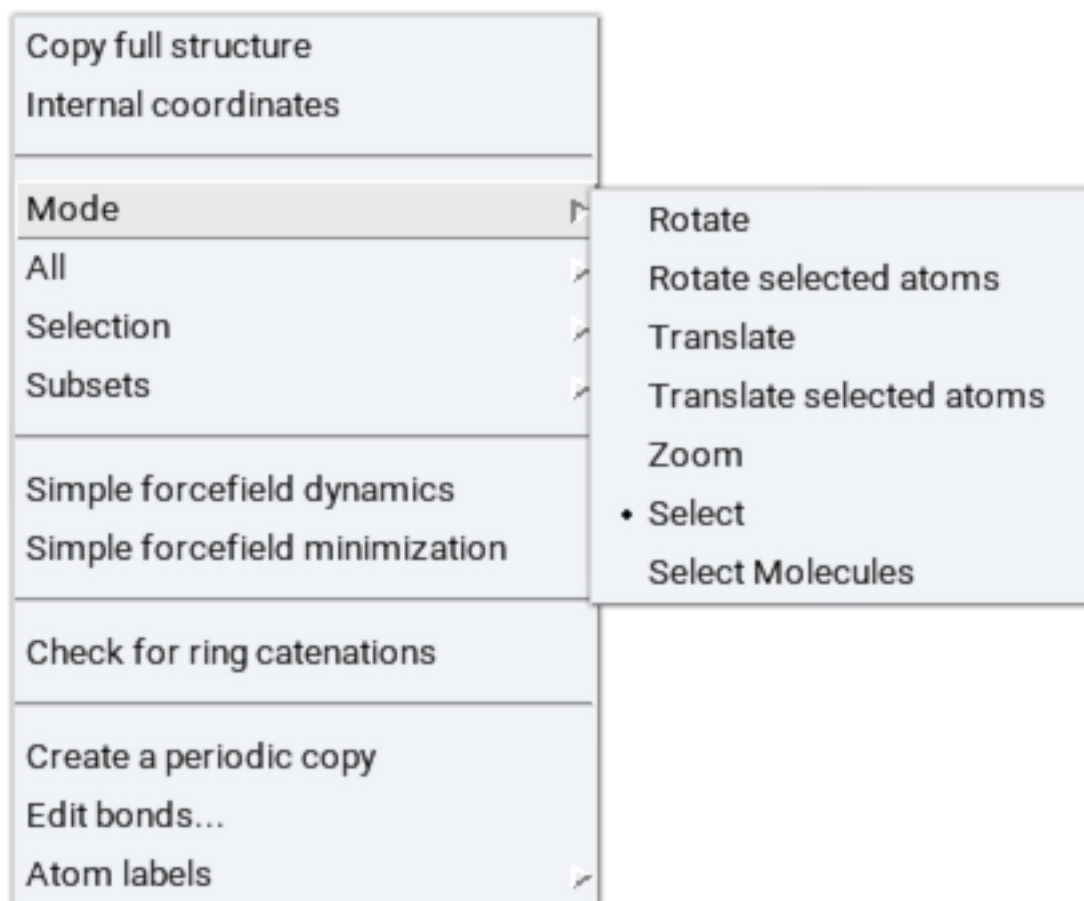 Copy full structure
Internal coordinates
Mode
All
Selection
Subsets
Simple forcefield dynamics
Simple forcefield minimization
Check for ring catenations
Create a periodic copy
Edit bonds...
Atom labels
Rotate
Rotate selected atoms
Translate
Translate selected atoms
Zoom
• Select
Select Molecules